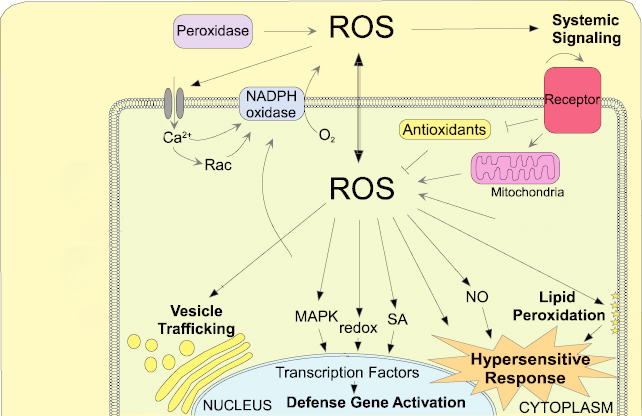 Peroxidase
ROS
Systemic
Signaling
NADPH
oxidase
Receptor
Ca²⁺
O₂
Antioxidants
Rac
Mitochondria
ROS
Vesicle
Trafficking
MAPK
redox
SA
NO
Lipid
Peroxidation
Hypersensitive
Response
Transcription Factors
Defense Gene Activation
NUCLEUS
CYTOPLASM